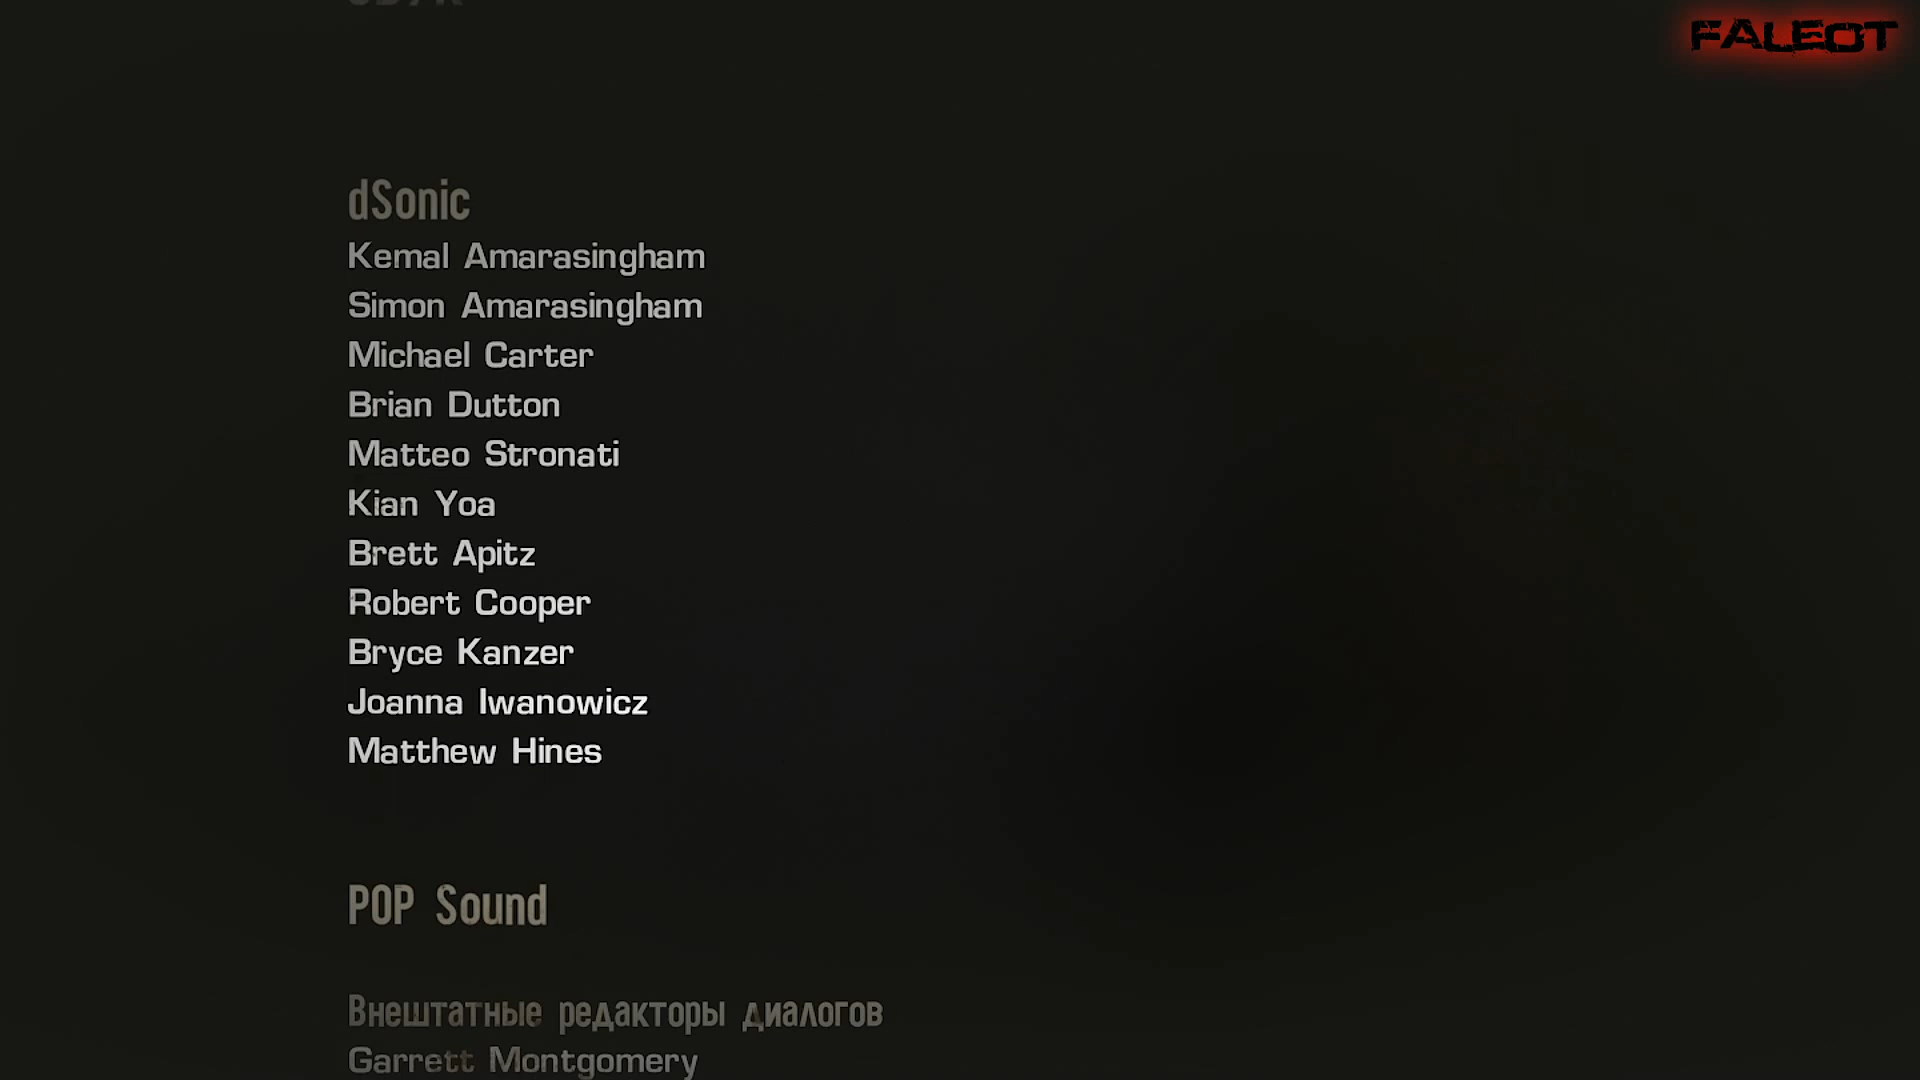 FALEOT
dSonic
Kemal Amarasingham
Simon Amarasingham
Michael Carter
Brian Dutton
Matteo Stronati
Kian Yoa
Brett Apitz
Robert Cooper
Bryce Kanzer
Joanna Iwanowicz
Matthew Hines
POP Sound
Внештатные редакторы диалогов
Garrett Montgomery